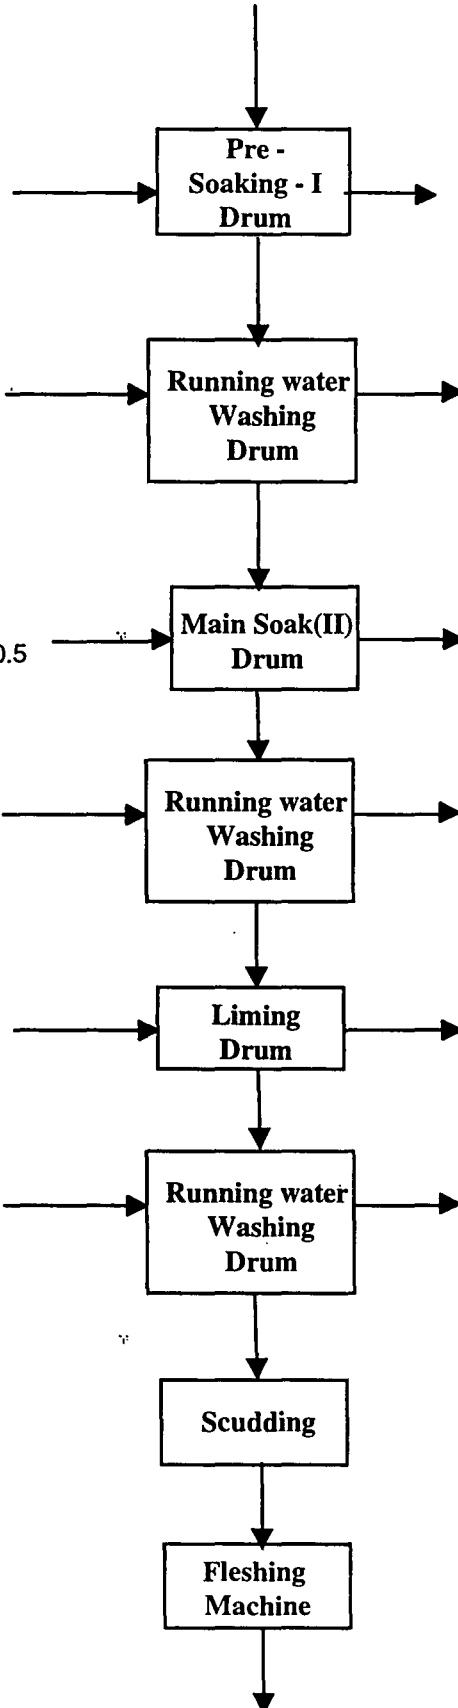 Pre -
Soaking - I
Drum
Running water
Washing
Drum
Main Soak(II)
Drum
0.5
Running water
Washing
Drum
Liming
Drum
Running water
Washing
Drum
Scudding
Fleshing
Machine